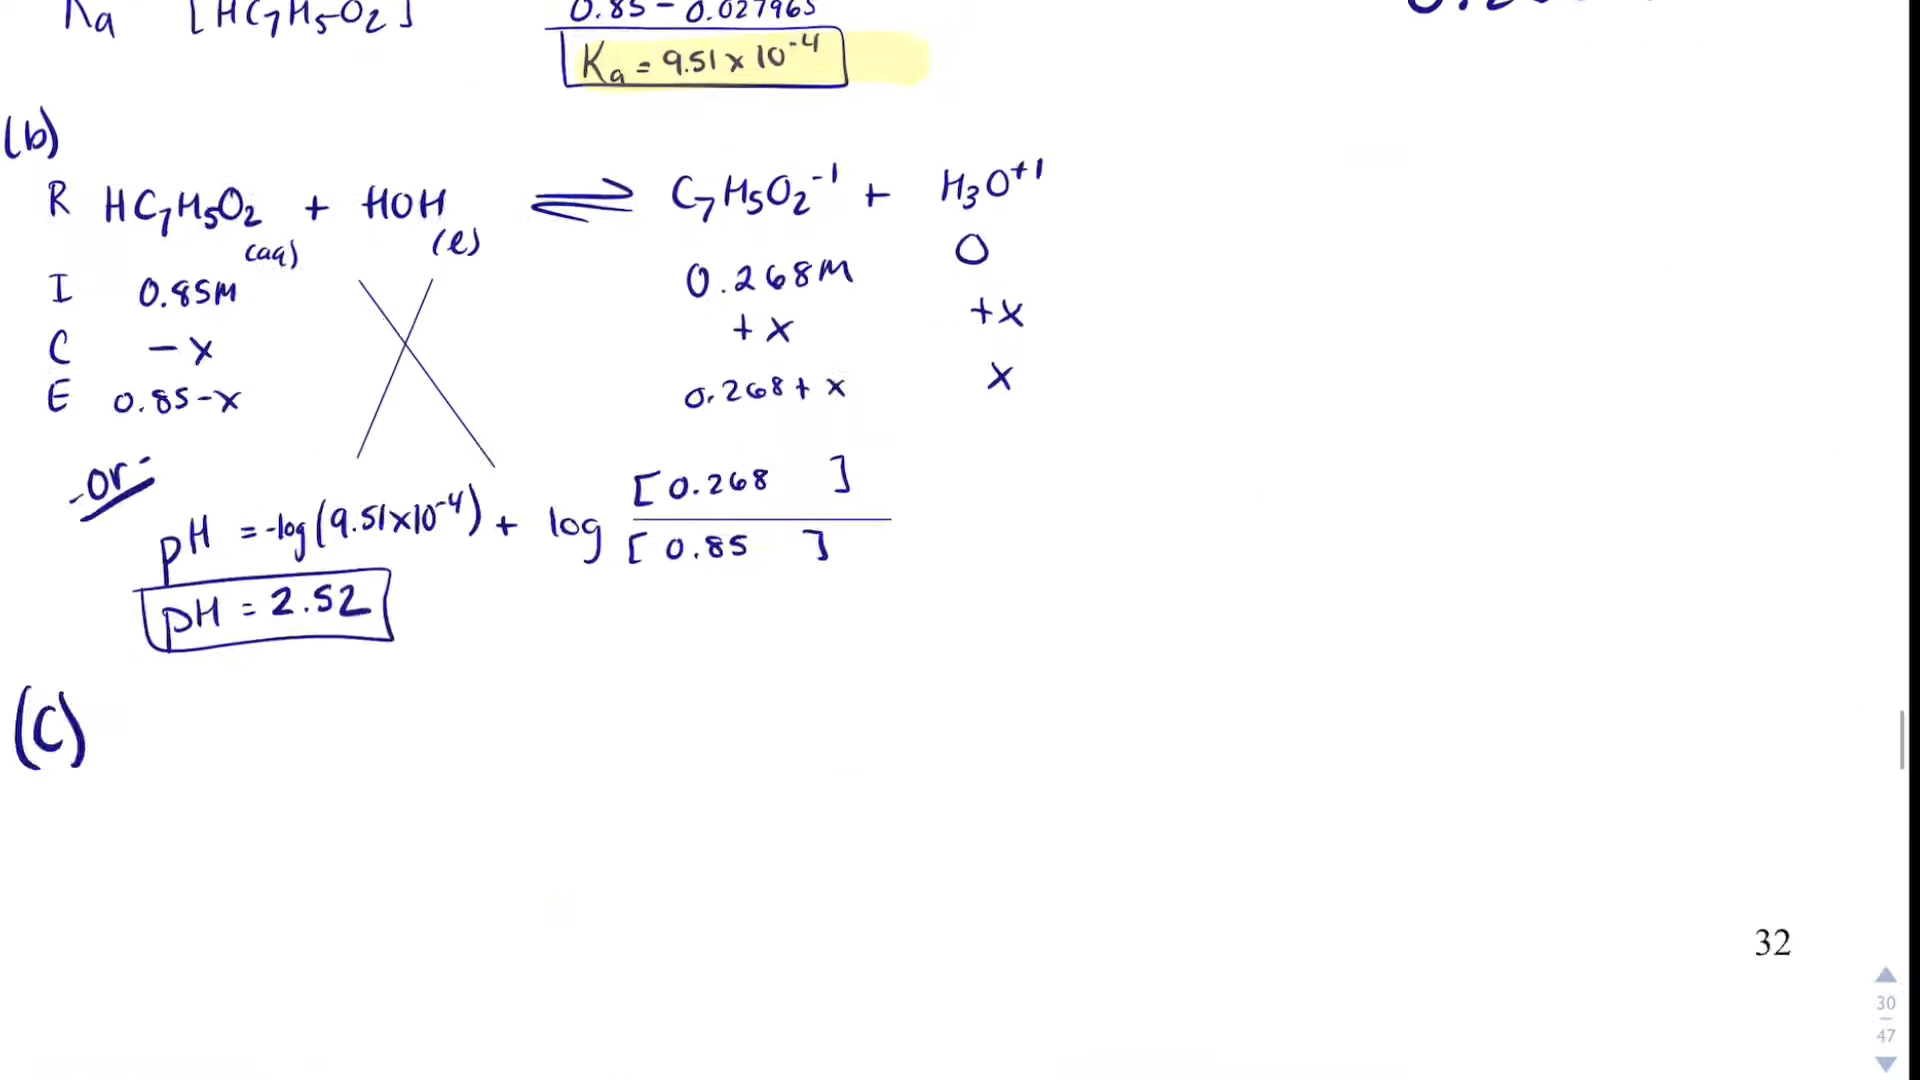 Ka [HC7H5O2] 0.85 - 0.027965
Ka = 9.51 x 10^-4
(b)
R HC7H5O2 (aq) + HOH (l) ⇌ C7H5O2^-1 + H3O^+1
I 0.85M 0.268M 0
C -x +x +x
E 0.85-x 0.268+x x
-or-
pH = -log(9.51x10^-4) + log [0.268] / [0.85]
pH = 2.52
(C)
32
30
47